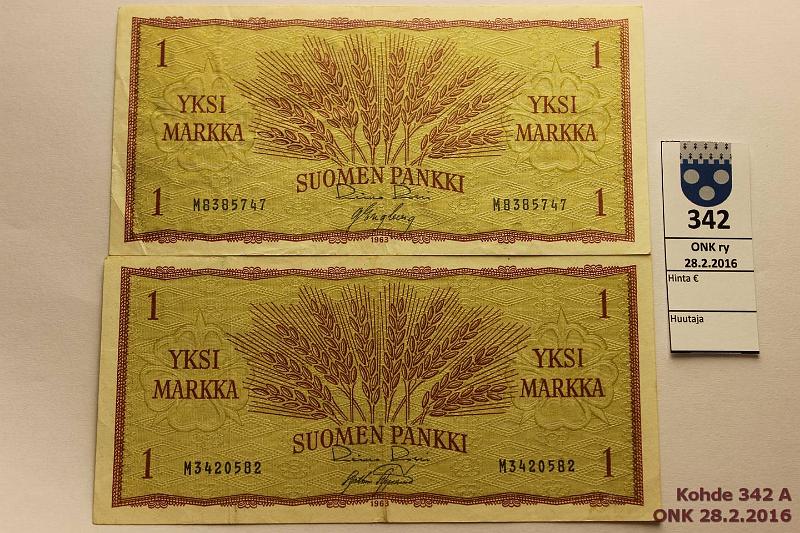 1 1
YKSI YKSI
MARKKA MARKKA
SUOMEN PANKKI
1 M8385747 M8385747 1
1963
1 1
YKSI YKSI
MARKKA MARKKA
SUOMEN PANKKI
1 M3420582 M3420582 1
1963
342
ONK ry
28.2.2016
Hinta €
Huutaja
Kohde 342 A
ONK 28.2.2016